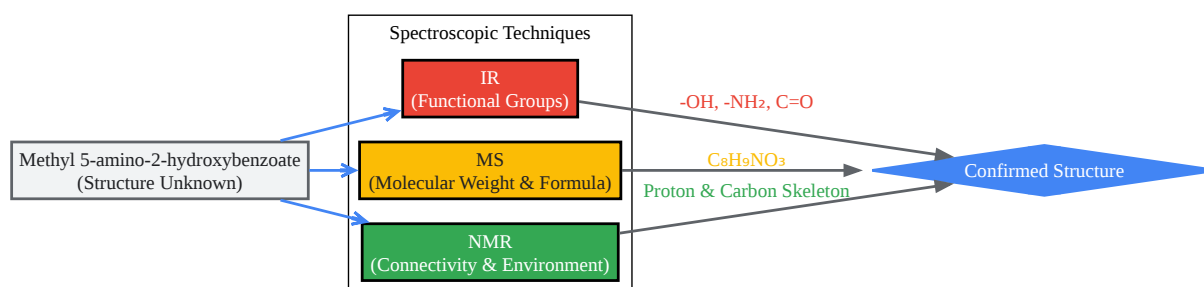 Spectroscopic Techniques
IR
(Functional Groups)
-OH, -NH₂, C=O
Methyl 5-amino-2-hydroxybenzoate
(Structure Unknown)
MS
(Molecular Weight & Formula)
C₈H₉NO₃
Confirmed Structure
Proton & Carbon Skeleton
NMR
(Connectivity & Environment)